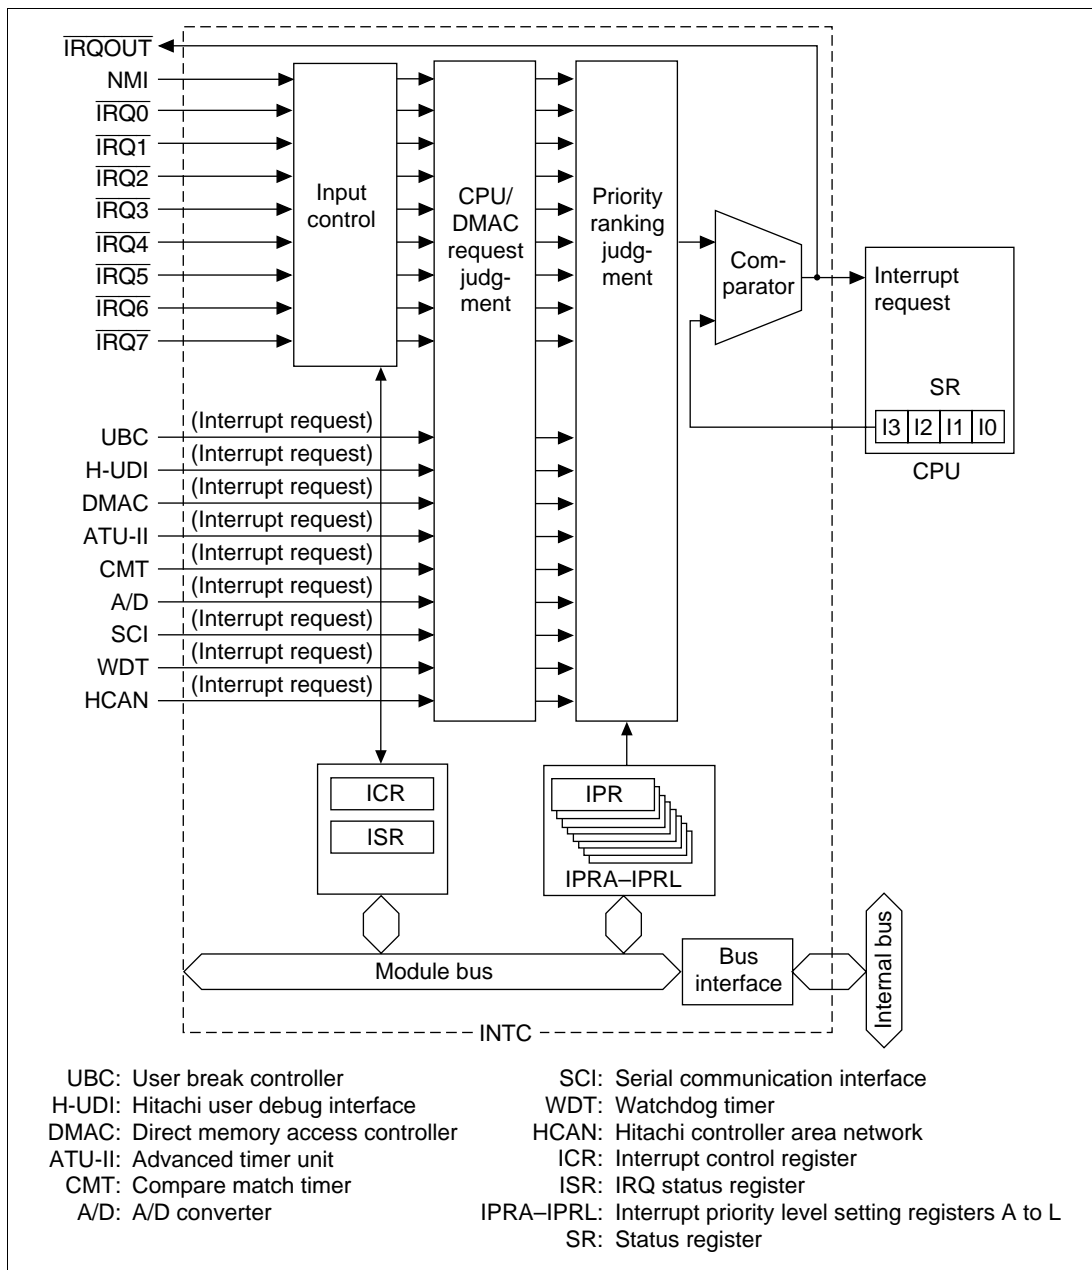 IRQOUT
NMI
IRQ0
IRQ1
IRQ2
IRQ3
IRQ4
IRQ5
IRQ6
IRQ7
Input
control
CPU/
DMAC
request
judg-
ment
Priority
ranking
judg-
ment
Com-
parator
Interrupt
request
SR
I3 I2 I1 I0
CPU
UBC (Interrupt request)
H-UDI (Interrupt request)
DMAC (Interrupt request)
ATU-II (Interrupt request)
CMT (Interrupt request)
A/D (Interrupt request)
SCI (Interrupt request)
WDT (Interrupt request)
HCAN (Interrupt request)
ICR
ISR
IPR
IPRA–IPRL
Module bus
Bus
interface
Internal bus
INTC
UBC: User break controller
H-UDI: Hitachi user debug interface
DMAC: Direct memory access controller
ATU-II: Advanced timer unit
CMT: Compare match timer
A/D: A/D converter
SCI: Serial communication interface
WDT: Watchdog timer
HCAN: Hitachi controller area network
ICR: Interrupt control register
ISR: IRQ status register
IPRA–IPRL: Interrupt priority level setting registers A to L
SR: Status register